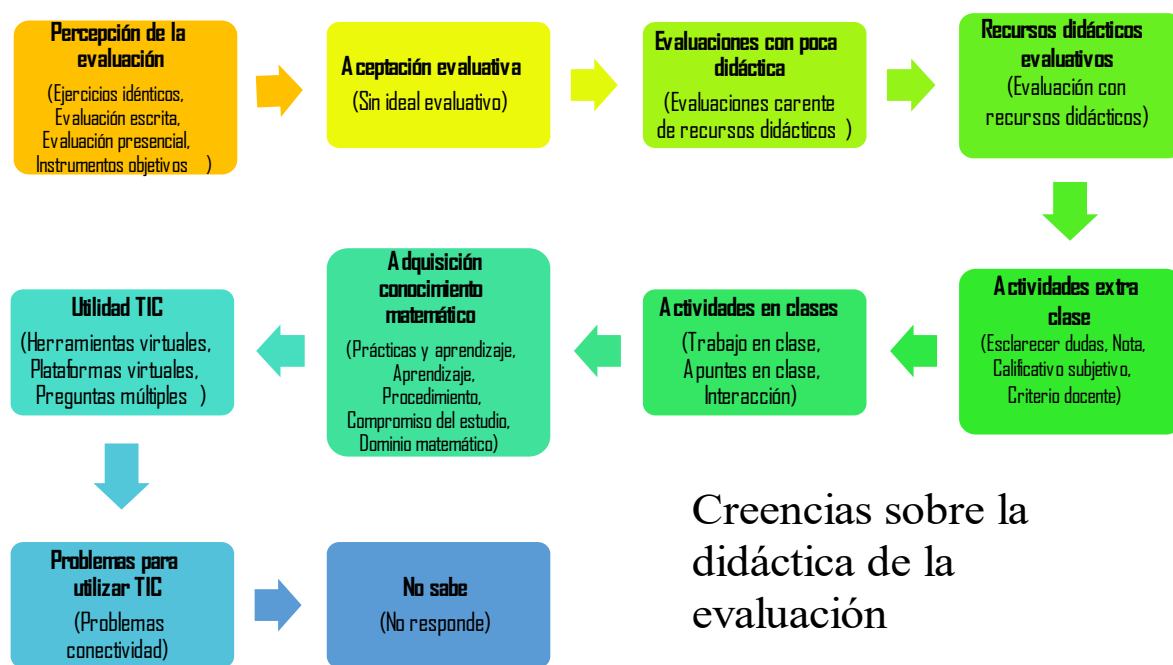 Percepción de la
evaluación
(Ejercicios idénticos,
Evaluación escrita,
Evaluación presencial,
Instrumentos objetivos )
Aceptación evaluativa
(Sin ideal evaluativo)
Evaluaciones con poca
didáctica
(Evaluaciones carente
de recursos didácticos )
Recursos didácticos
evaluativos
(Evaluación con
recursos didácticos)
Actividades extra
clase
(Esclarecer dudas, Nota,
Calificativo subjetivo,
Criterio docente)
Actividades en clases
(Trabajo en clase,
Apuntes en clase,
Interacción)
Adquisición
conocimiento
matemático
(Prácticas y aprendizaje,
Aprendizaje,
Procedimiento,
Compromiso del estudio,
Dominio matemático)
Utilidad TIC
(Herramientas virtuales,
Plataformas virtuales,
Preguntas múltiples )
Problemas para
utilizar TIC
(Problemas
conectividad)
No sabe
(No responde)
Creencias sobre la
didáctica de la
evaluación